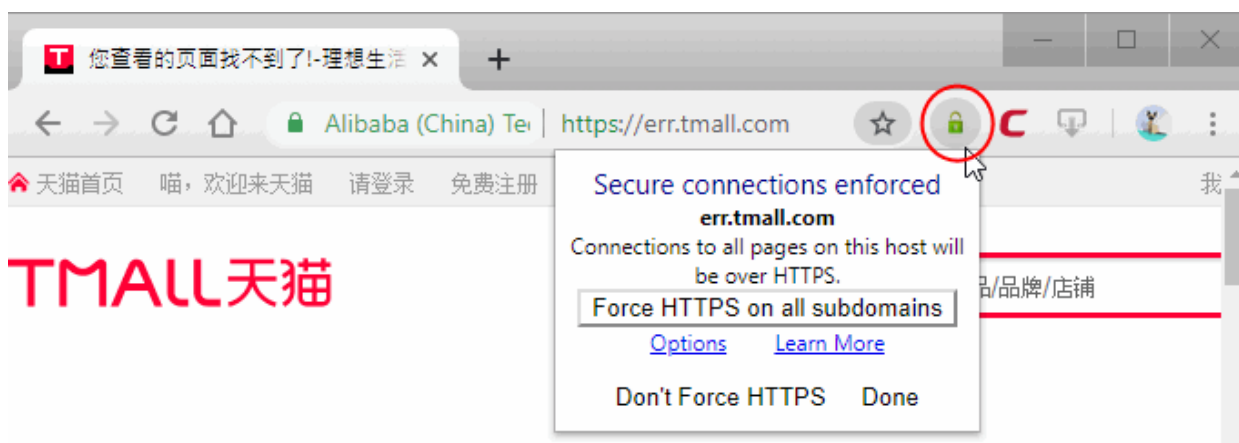 您查看的页面找不到了!-理想生活
Alibaba (China) Te
https://err.tmall.com
天猫首页 喵，欢迎来天猫 请登录 免费注册
我
Secure connections enforced
err.tmall.com
Connections to all pages on this host will
be over HTTPS.
Force HTTPS on all subdomains
Options Learn More
Don't Force HTTPS Done
TMALL天猫
品/品牌/店铺